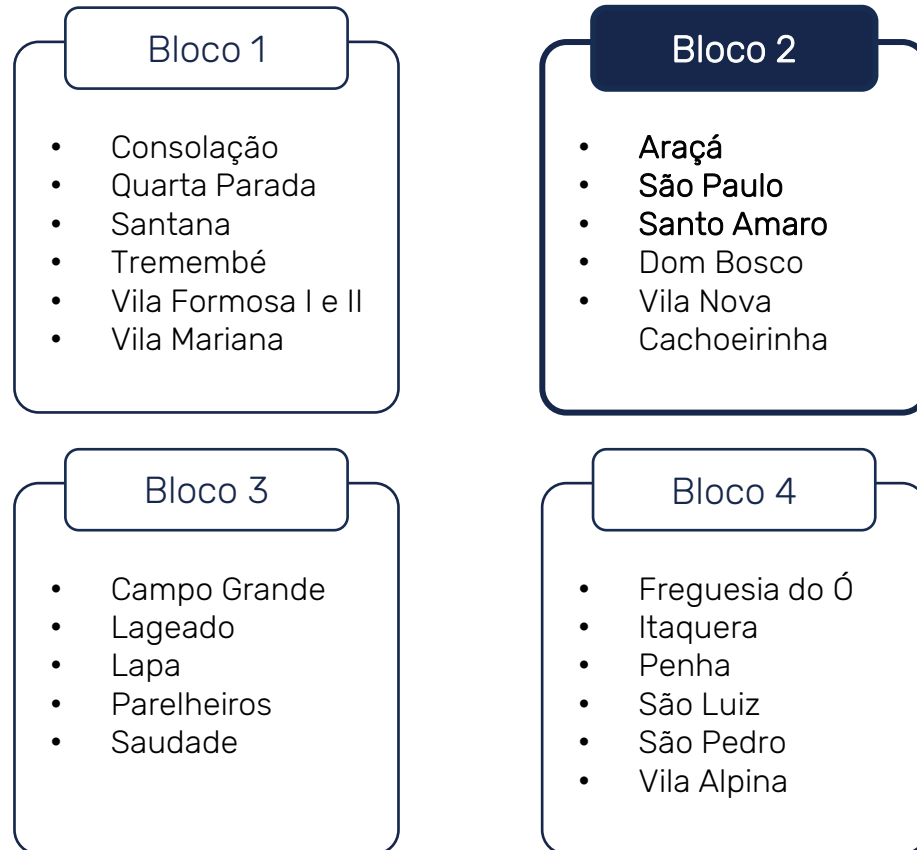 Bloco 1
• Consolação
• Quarta Parada
• Santana
• Tremembé
• Vila Formosa I e II
• Vila Mariana
Bloco 2
• Araçá
• São Paulo
• Santo Amaro
• Dom Bosco
• Vila Nova
Cachoeirinha
Bloco 3
• Campo Grande
• Lageado
• Lapa
• Parelheiros
• Saudade
Bloco 4
• Freguesia do Ó
• Itaquera
• Penha
• São Luiz
• São Pedro
• Vila Alpina